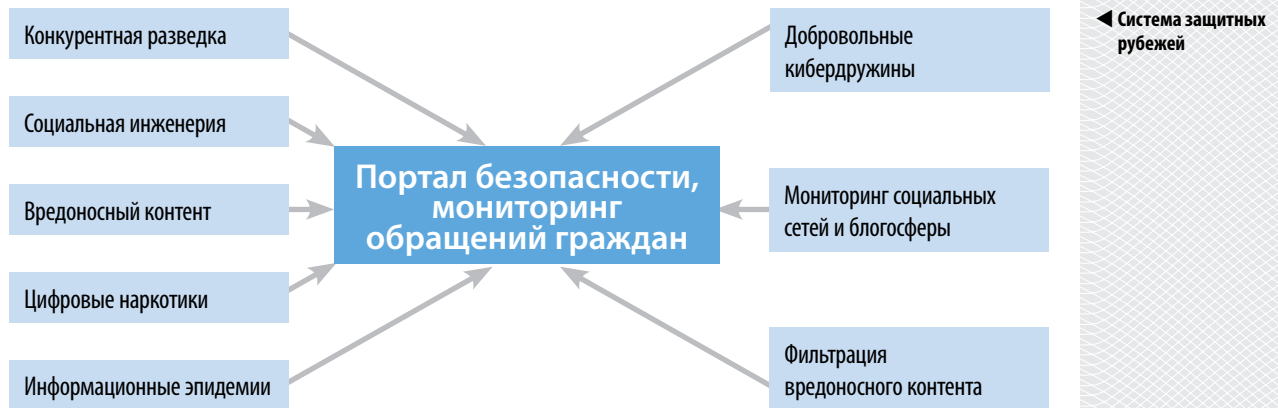 Конкурентная разведка
Социальная инженерия
Вредоносный контент
Цифровые наркотики
Информационные эпидемии
Портал безопасности,
мониторинг
обращений граждан
Добровольные
кибердружины
Мониторинг социальных
сетей и блогосферы
Фильтрация
вредоносного контента
◀ Система защитных
рубежей